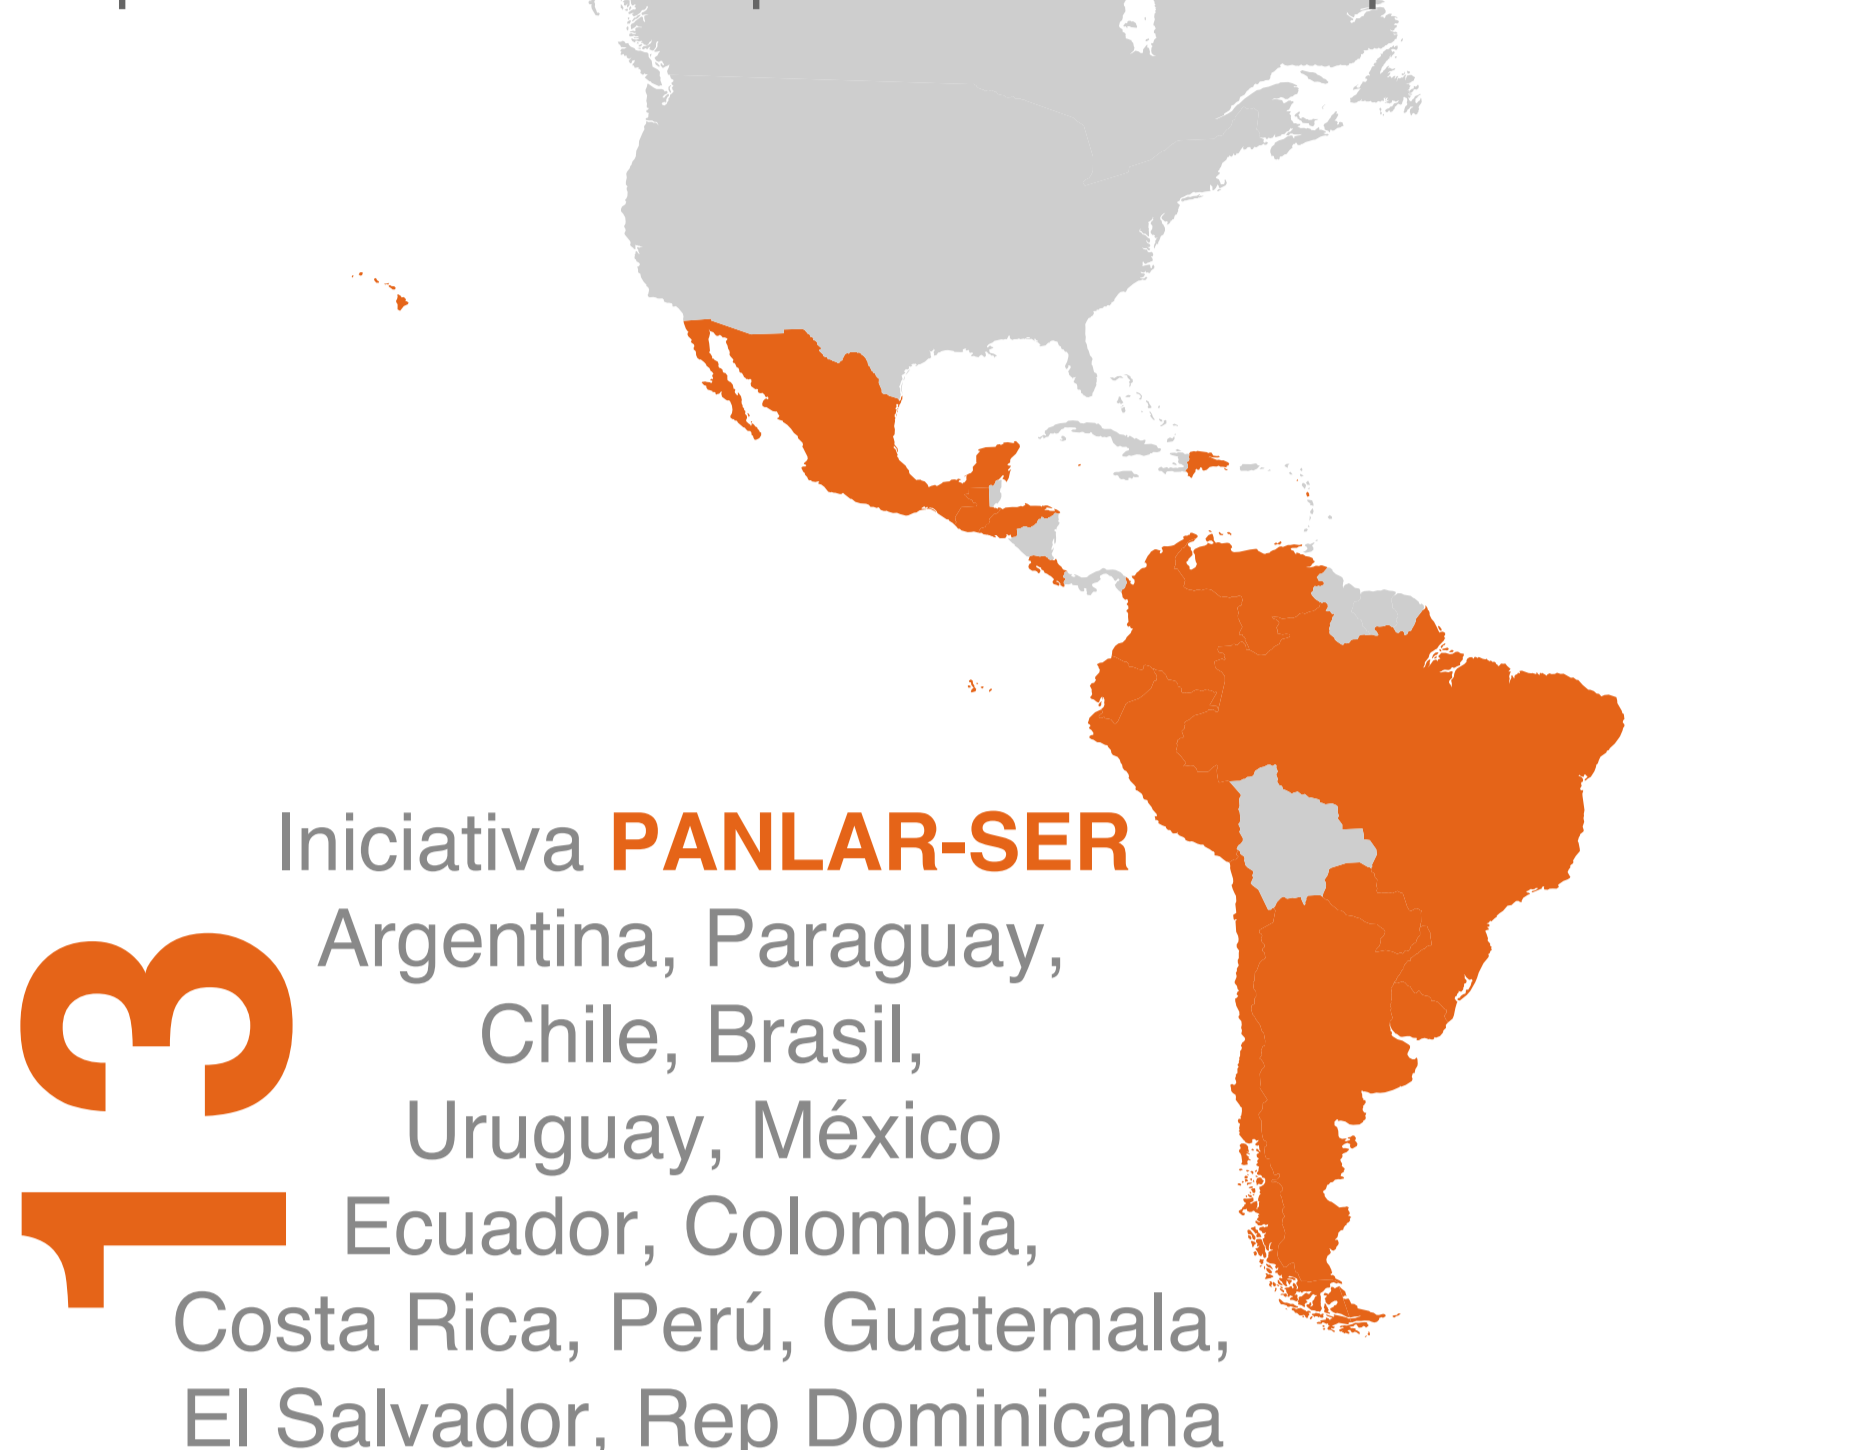 Iniciativa PANLAR-SER
Argentina, Paraguay,
Chile, Brasil,
Uruguay, México
Ecuador, Colombia,
Costa Rica, Perú, Guatemala,
El Salvador, Rep Dominicana
13